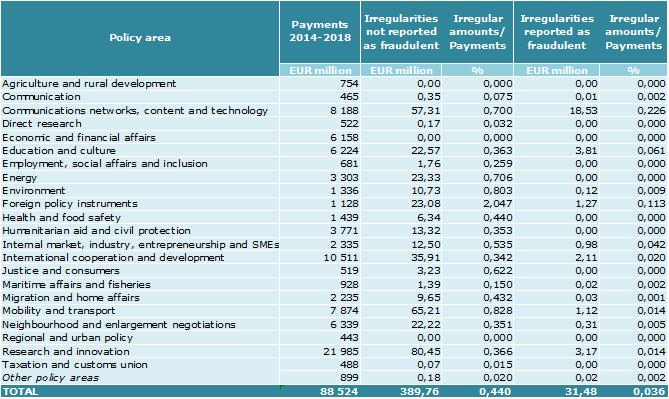 Policy area Payments 2014-2018 Irregularities not reported as fraudulent Irregular amounts/ Payments Irregularities reported as fraudulent Irregular amounts/ Payments
EUR million EUR million % EUR million %
Agriculture and rural development 754 0,00 0,000 0,00 0,000
Communication 465 0,35 0,075 0,01 0,002
Communications networks, content and technology 8 188 57,31 0,700 18,53 0,226
Direct research 522 0,17 0,032 0,00 0,000
Economic and financial affairs 6 158 0,00 0,000 0,00 0,000
Education and culture 6 224 22,57 0,363 3,81 0,061
Employment, social affairs and inclusion 681 1,76 0,259 0,00 0,000
Energy 3 303 23,33 0,706 0,00 0,000
Environment 1 336 10,73 0,803 0,12 0,009
Foreign policy instruments 1 128 23,08 2,047 1,27 0,113
Health and food safety 1 439 6,34 0,440 0,00 0,000
Humanitarian aid and civil protection 3 771 13,32 0,353 0,00 0,000
Internal market, industry, entrepreneurship and SMEs 2 335 12,50 0,535 0,98 0,042
International cooperation and development 10 511 35,91 0,342 2,11 0,020
Justice and consumers 519 3,23 0,622 0,00 0,000
Maritime affairs and fisheries 928 1,39 0,150 0,02 0,002
Migration and home affairs 2 235 9,65 0,432 0,03 0,001
Mobility and transport 7 874 65,21 0,828 1,12 0,014
Neighbourhood and enlargement negotiations 6 339 22,22 0,351 0,31 0,005
Regional and urban policy 443 0,00 0,000 0,00 0,000
Research and innovation 21 985 80,45 0,366 3,17 0,014
Taxation and customs union 488 0,07 0,015 0,00 0,000
Other policy areas 899 0,18 0,020 0,02 0,002
TOTAL 88 524 389,76 0,440 31,48 0,036